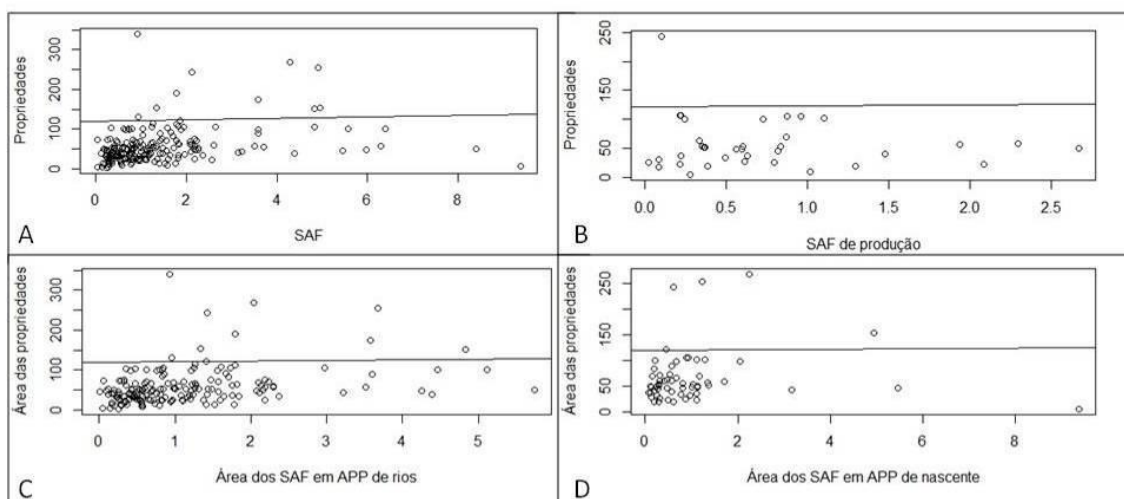 Propriedades
0 100 200 300
0 2 4 6 8
SAF
A
Propriedades
0 50 100 150 250
0.0 0.5 1.0 1.5 2.0 2.5
SAF de produção
B
Área das propriedades
0 100 200 300
0 1 2 3 4 5
Área dos SAF em APP de rios
C
Área das propriedades
0 50 100 150 250
0 2 4 6 8
Área dos SAF em APP de nascente
D